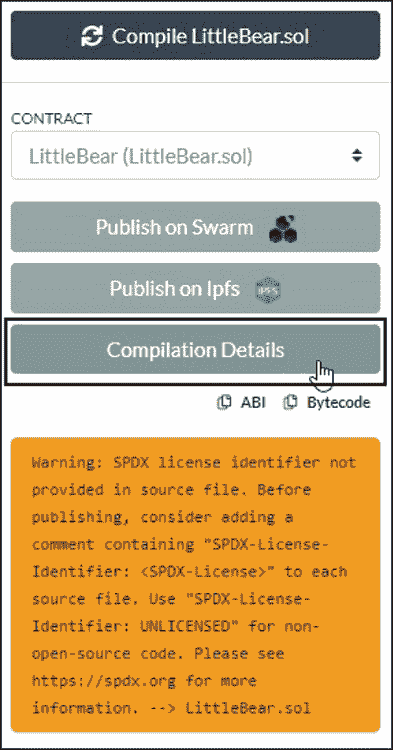 Compile LittleBear.sol
CONTRACT
LittleBear (LittleBear.sol)
Publish on Swarm
Publish on Ipfs
IPFS
Compilation Details
ABI Bytecode
Warning: SPDX license identifier not
provided in source file. Before
publishing, consider adding a
comment containing "SPDX-License-
Identifier: <SPDX-License>" to each
source file. Use "SPDX-License-
Identifier: UNLICENSED" for non-
open-source code. Please see
https://spdx.org for more
information. --> LittleBear.sol